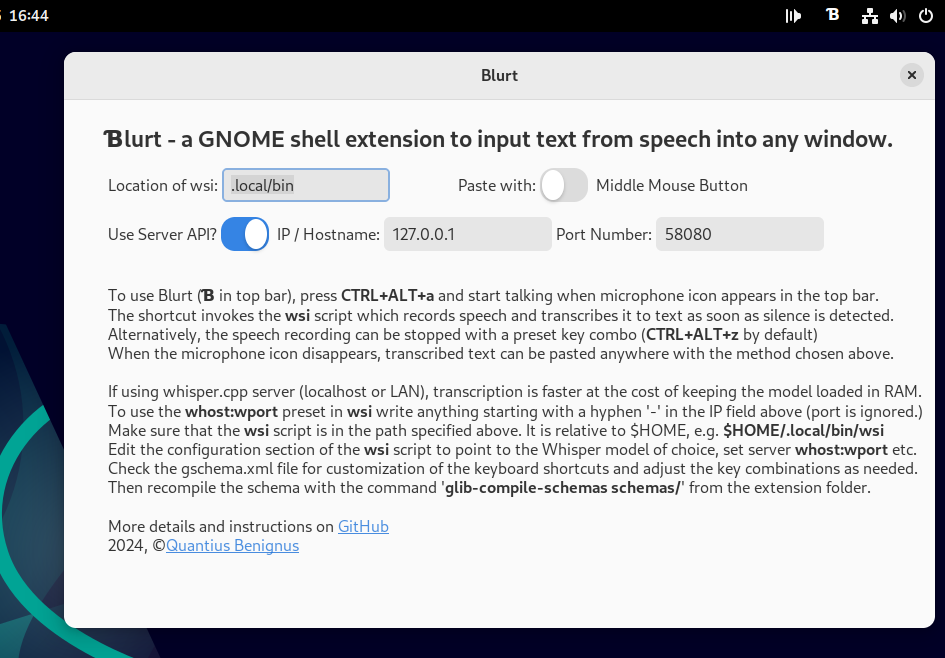 16:44
Ɓ
Blurt
Ɓlurt - a GNOME shell extension to input text from speech into any window.
Location of wsi: .local/bin Paste with: Middle Mouse Button
Use Server API? IP / Hostname: 127.0.0.1 Port Number: 58080
To use Blurt (Ɓ in top bar), press CTRL+ALT+a and start talking when microphone icon appears in the top bar.
The shortcut invokes the wsi script which records speech and transcribes it to text as soon as silence is detected.
Alternatively, the speech recording can be stopped with a preset key combo (CTRL+ALT+z by default)
When the microphone icon disappears, transcribed text can be pasted anywhere with the method chosen above.
If using whisper.cpp server (localhost or LAN), transcription is faster at the cost of keeping the model loaded in RAM.
To use the whost:wport preset in wsi write anything starting with a hyphen '-' in the IP field above (port is ignored.)
Make sure that the wsi script is in the path specified above. It is relative to $HOME, e.g. $HOME/.local/bin/wsi
Edit the configuration section of the wsi script to point to the Whisper model of choice, set server whost:wport etc.
Check the gschema.xml file for customization of the keyboard shortcuts and adjust the key combinations as needed.
Then recompile the schema with the command 'glib-compile-schemas schemas/' from the extension folder.
More details and instructions on GitHub
2024, ©Quantius Benignus